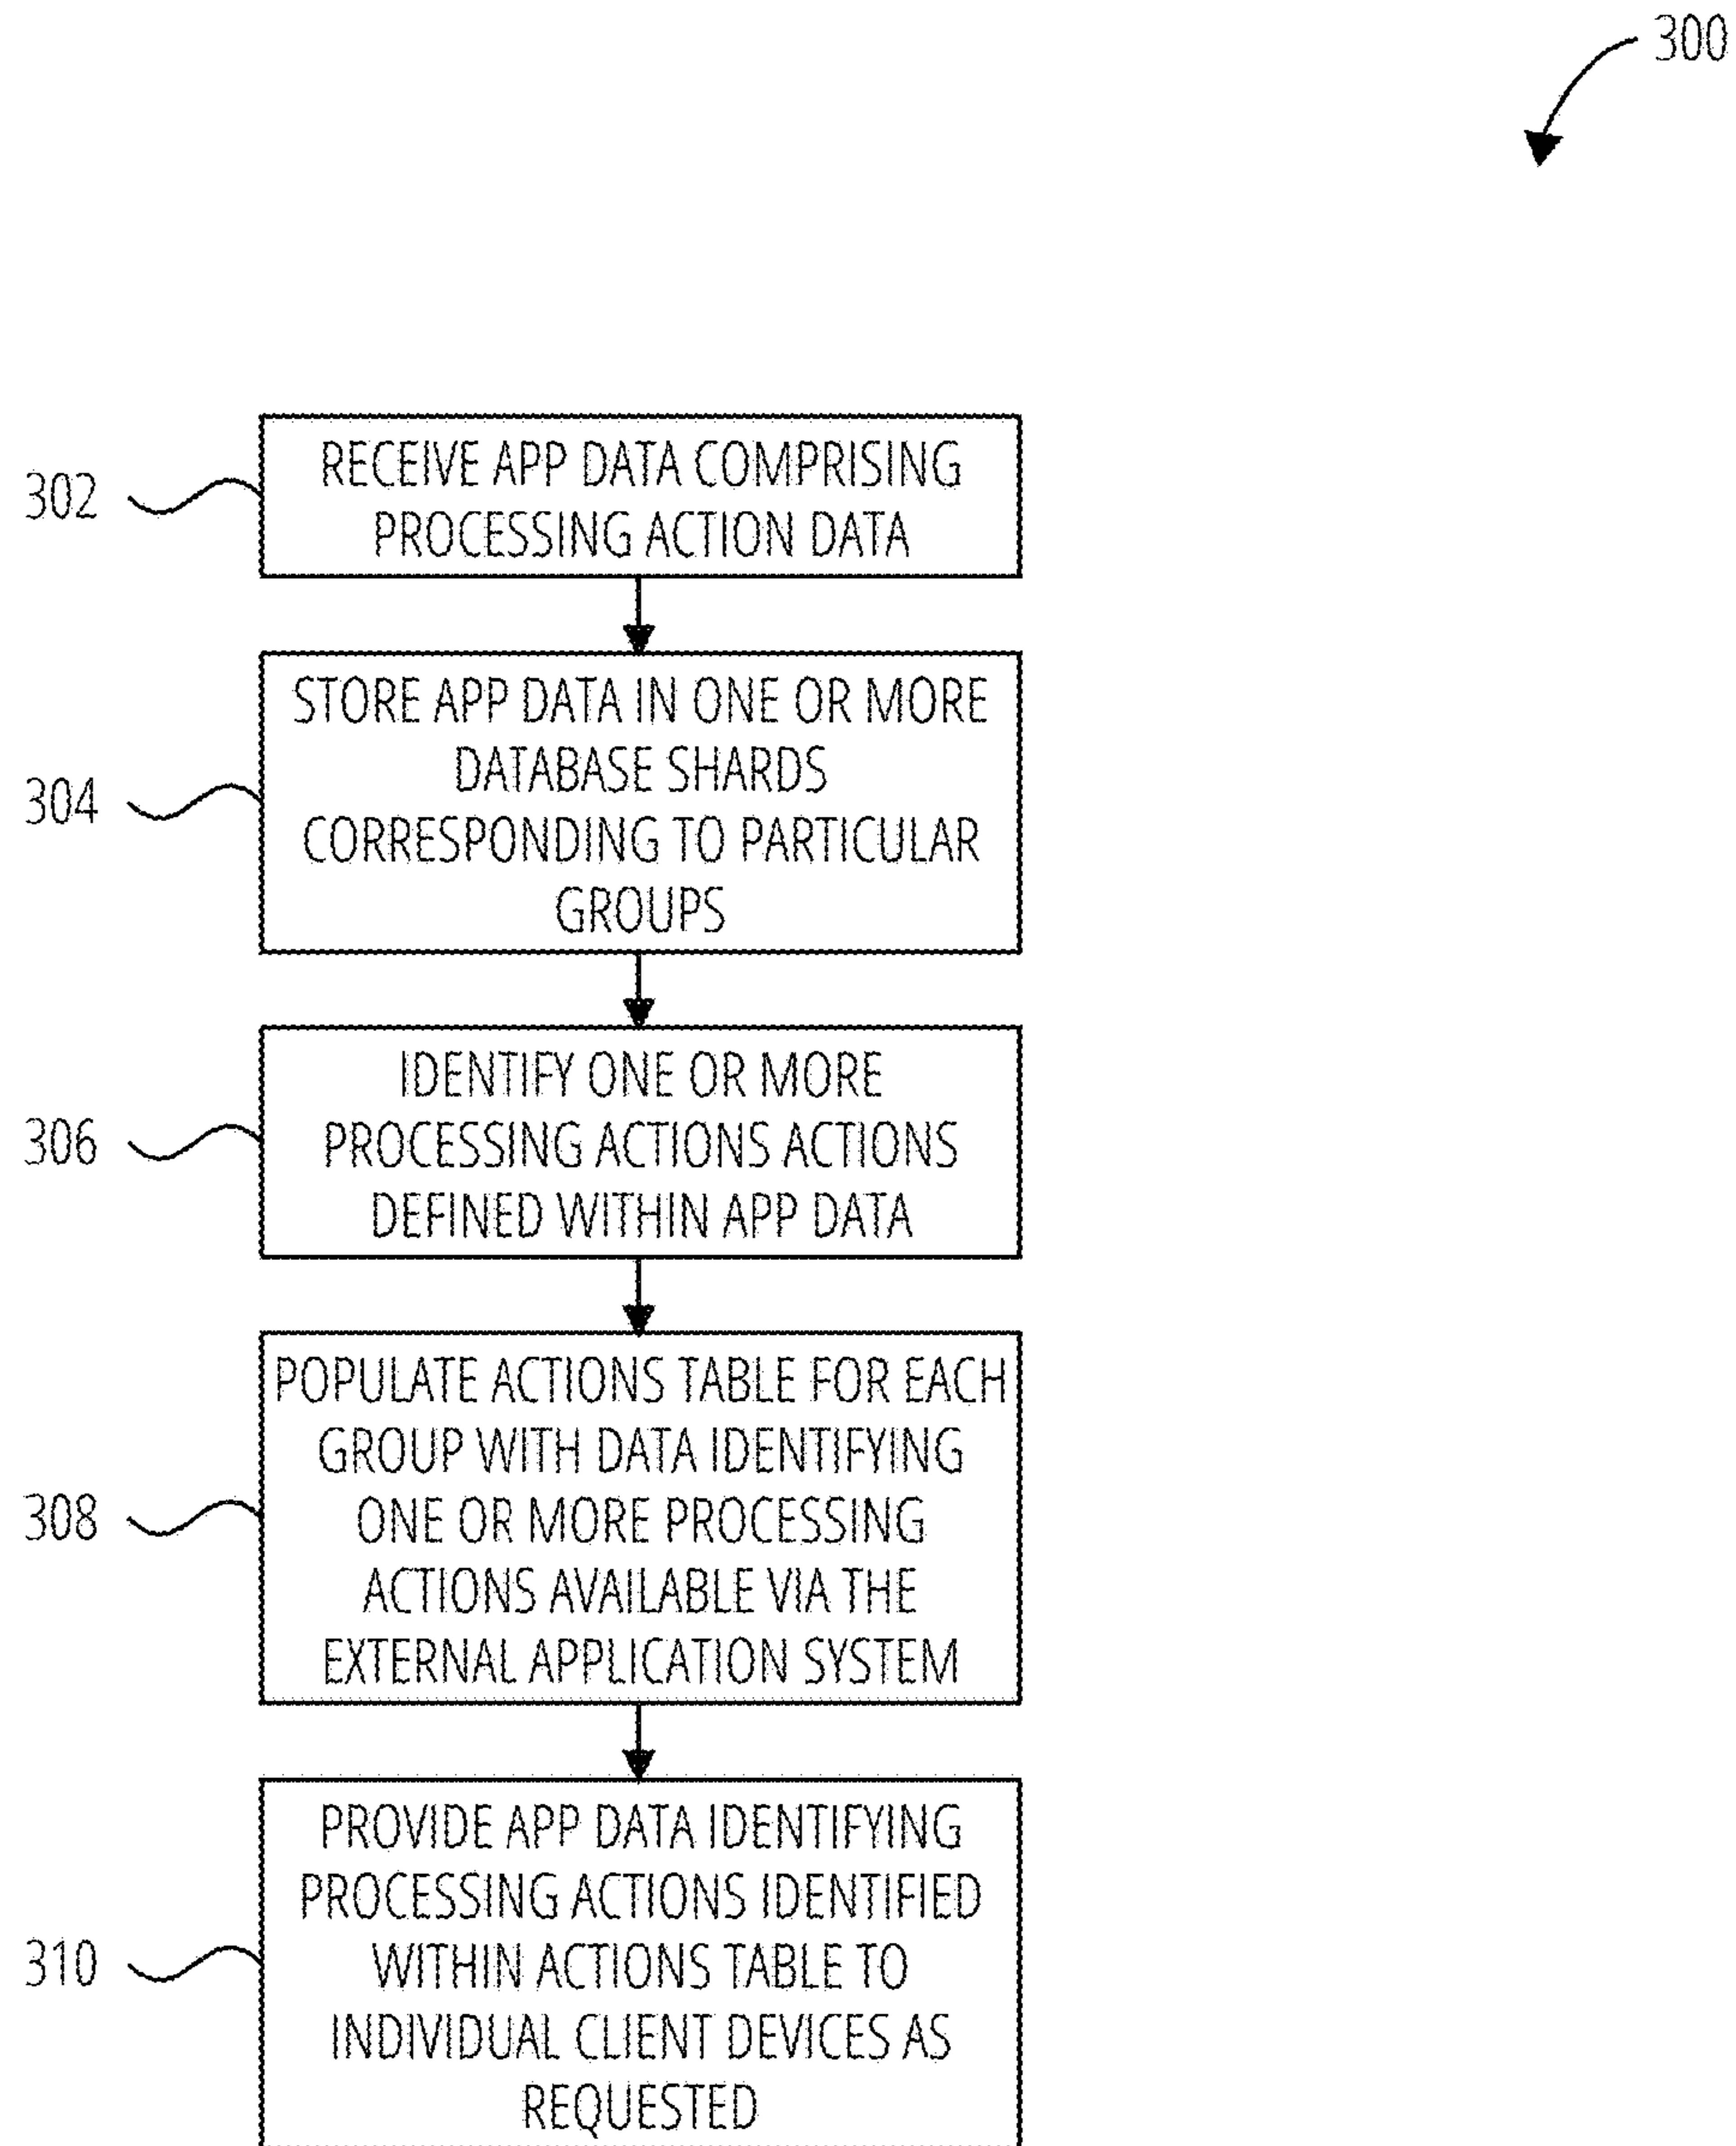 300
302
RECEIVE APP DATA COMPRISING
PROCESSING ACTION DATA
304
STORE APP DATA IN ONE OR MORE
DATABASE SHARDS
CORRESPONDING TO PARTICULAR
GROUPS
306
IDENTIFY ONE OR MORE
PROCESSING ACTIONS ACTIONS
DEFINED WITHIN APP DATA
308
POPULATE ACTIONS TABLE FOR EACH
GROUP WITH DATA IDENTIFYING
ONE OR MORE PROCESSING
ACTIONS AVAILABLE VIA THE
EXTERNAL APPLICATION SYSTEM
310
PROVIDE APP DATA IDENTIFYING
PROCESSING ACTIONS IDENTIFIED
WITHIN ACTIONS TABLE TO
INDIVIDUAL CLIENT DEVICES AS
REQUESTED